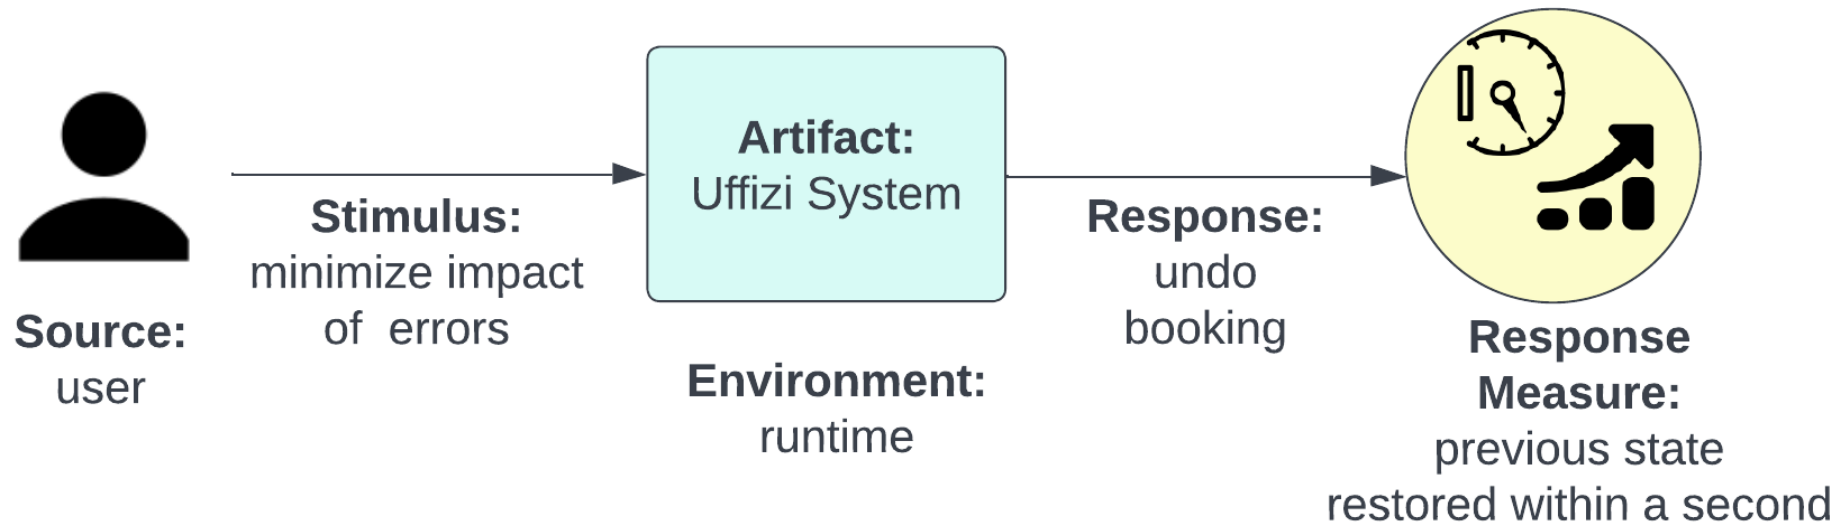 Source:
user
Stimulus:
minimize impact
of errors
Artifact:
Uffizi System
Environment:
runtime
Response:
undo
booking
Response
Measure:
previous state
restored within a second